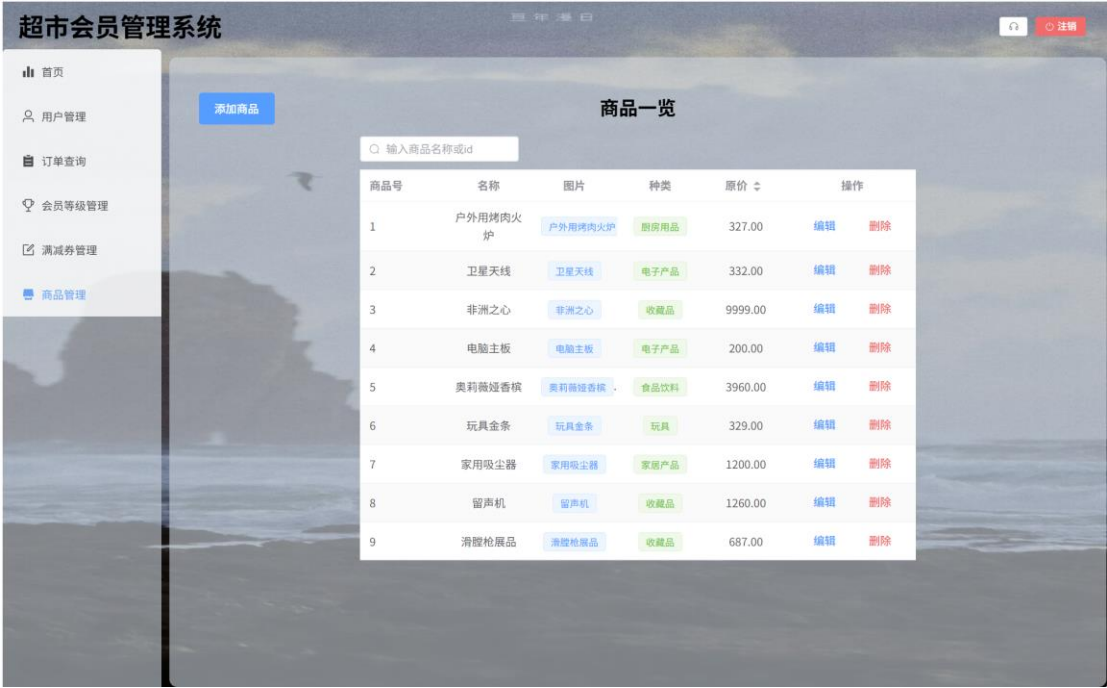 超市会员管理系统
注销
首页
用户管理
订单查询
会员等级管理
满减券管理
商品管理
添加商品
商品一览
输入商品名称或id
商品号 名称 图片 种类 原价 操作
1 户外用烤肉火炉 户外用烤肉火炉 厨房用品 327.00 编辑 删除
2 卫星天线 卫星天线 电子产品 332.00 编辑 删除
3 非洲之心 非洲之心 收藏品 9999.00 编辑 删除
4 电脑主板 电脑主板 电子产品 200.00 编辑 删除
5 奥莉薇娅香槟 奥莉薇娅香槟 食品饮料 3960.00 编辑 删除
6 玩具金条 玩具金条 玩具 329.00 编辑 删除
7 家用吸尘器 家用吸尘器 家居产品 1200.00 编辑 删除
8 留声机 留声机 收藏品 1260.00 编辑 删除
9 滑膛枪展品 滑膛枪展品 收藏品 687.00 编辑 删除